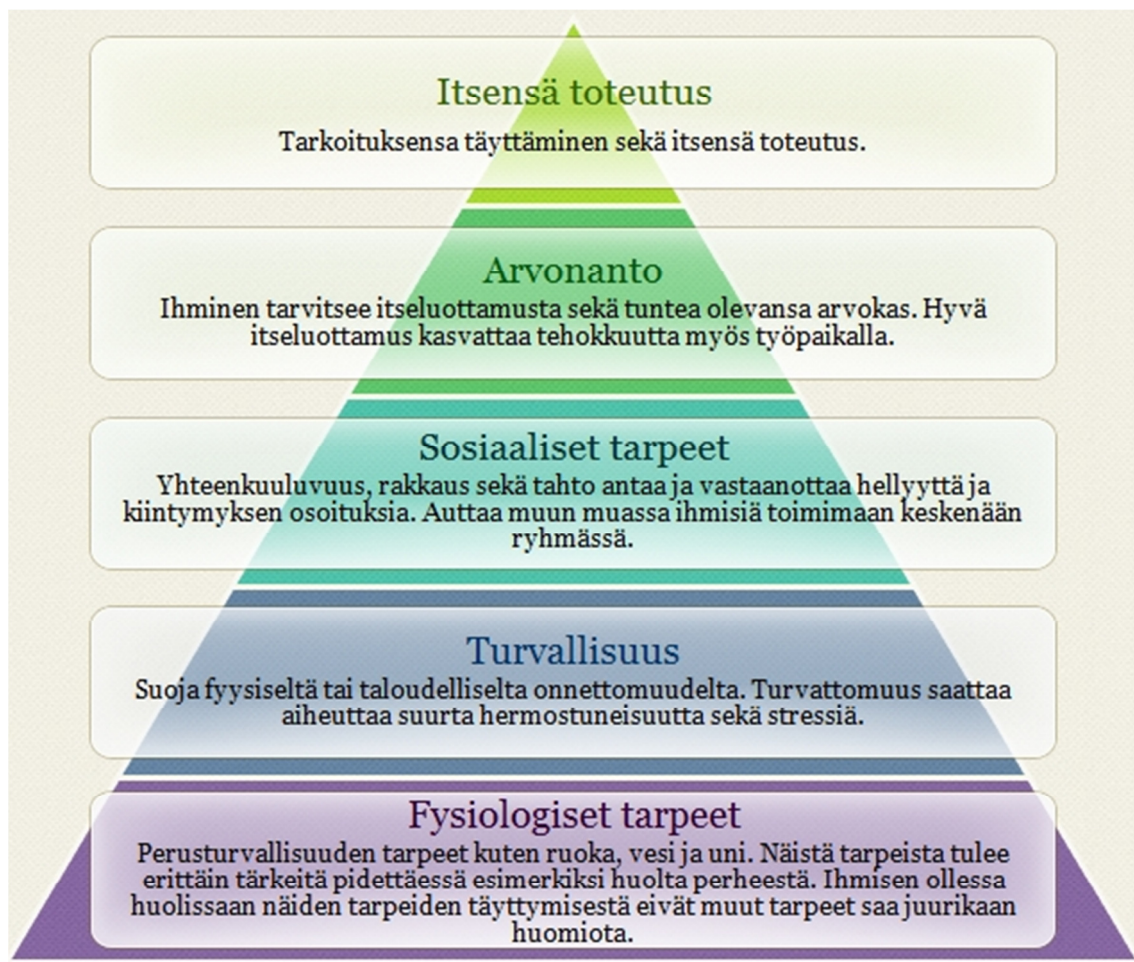 Itsensä toteutus
Tarkoituksensa täyttäminen sekä itsensä toteutus.
Arvonanto
Ihminen tarvitsee itseluottamusta sekä tuntea olevansa arvokas. Hyvä
itseluottamus kasvattaa tehokkuutta myös työpaikalla.
Sosiaaliset tarpeet
Yhteenkuuluvuus, rakkaus sekä tahto antaa ja vastaanottaa hellyyttä ja
kiintymyksen osoituksia. Auttaa muun muassa ihmisiä toimimaan keskenään
ryhmässä.
Turvallisuus
Suoja fyysiseltä tai taloudelliselta onnettomuudelta. Turvattomuus saattaa
aiheuttaa suurta hermostuneisuutta sekä stressiä.
Fysiologiset tarpeet
Perusturvallisuuden tarpeet kuten ruoka, vesi ja uni. Näistä tarpeista tulee
erittäin tärkeitä pidettäessä esimerkiksi huolta perheestä. Ihmisen ollessa
huolissaan näiden tarpeiden täyttymisestä eivät muut tarpeet saa juurikaan
huomiota.